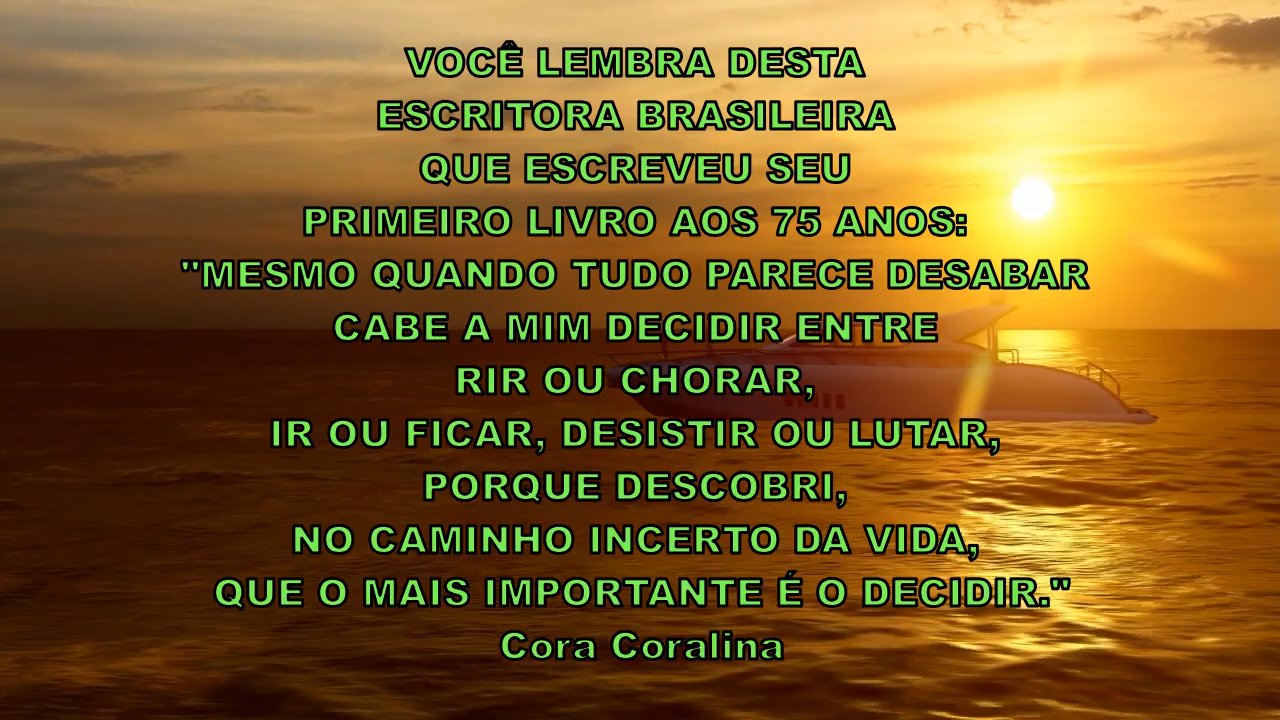 VOCÊ LEMBRA DESTA
ESCRITORA BRASILEIRA
QUE ESCREVEU SEU
PRIMEIRO LIVRO AOS 75 ANOS:
"MESMO QUANDO TUDO PARECE DESABAR
CABE A MIM DECIDIR ENTRE
RIR OU CHORAR,
IR OU FICAR, DESISTIR OU LUTAR,
PORQUE DESCOBRI,
NO CAMINHO INCERTO DA VIDA,
QUE O MAIS IMPORTANTE É O DECIDIR."
Cora Coralina